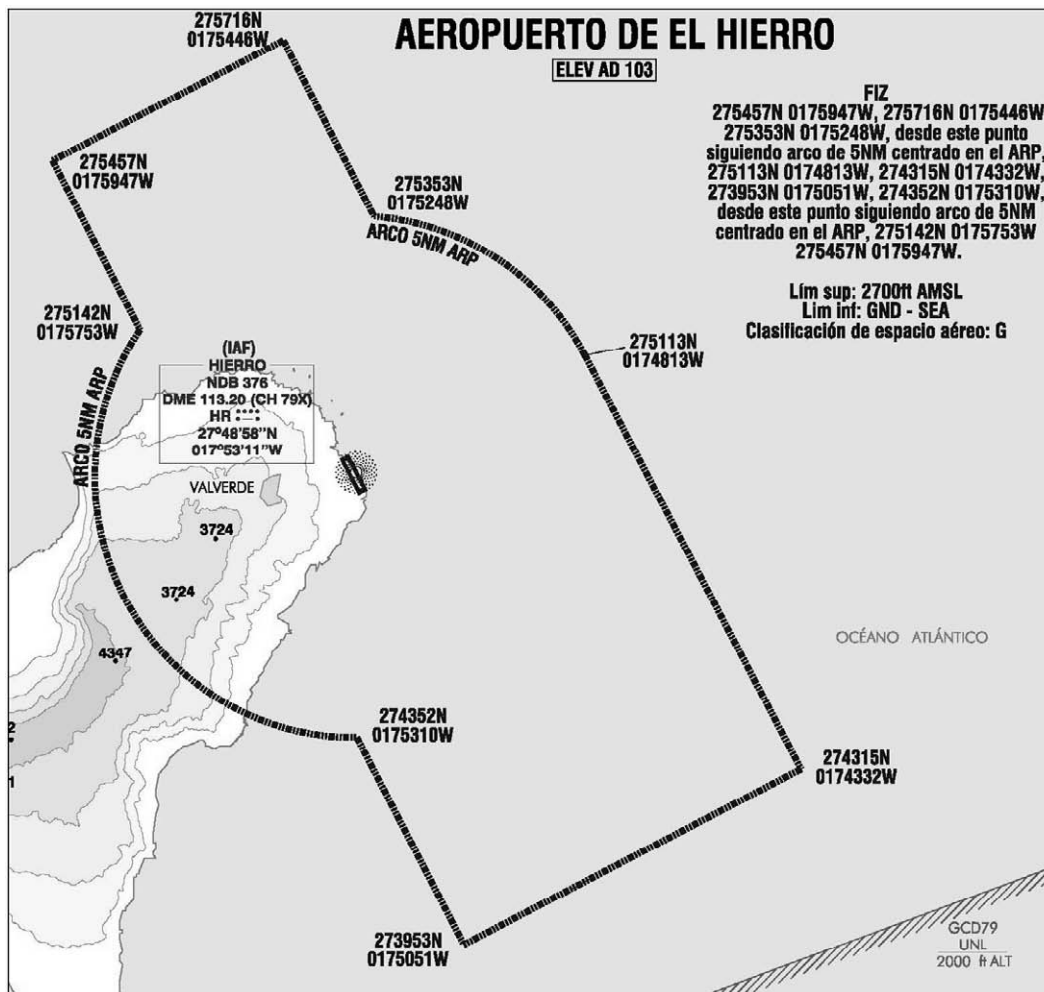 275716N
0175446W
AEROPUERTO DE EL HIERRO
ELEV AD 103
FIZ
275457N 0175947W, 275716N 0175446W
275353N 0175248W, desde este punto
siguiendo arco de 5NM centrado en el ARP,
275113N 0174813W, 274315N 0174332W,
273953N 0175051W, 274352N 0175310W,
desde este punto siguiendo arco de 5NM
centrado en el ARP, 275142N 0175753W
275457N 0175947W.
Lím sup: 2700ft AMSL
Lim inf: GND - SEA
Clasificación de espacio aéreo: G
275457N
0175947W
275353N
0175248W
ARCO 5NM ARP
275142N
0175753W
275113N
0174813W
(IAF)
HIERRO
NDB 376
DME 113.20 (CH 79X)
HR
27°48'58"N
017°53'11"W
ARCO 5NM ARP
VALVERDE
3724
3724
4347
2
1
OCÉANO ATLÁNTICO
274352N
0175310W
274315N
0174332W
273953N
0175051W
GCD79
UNL
2000 ft ALT